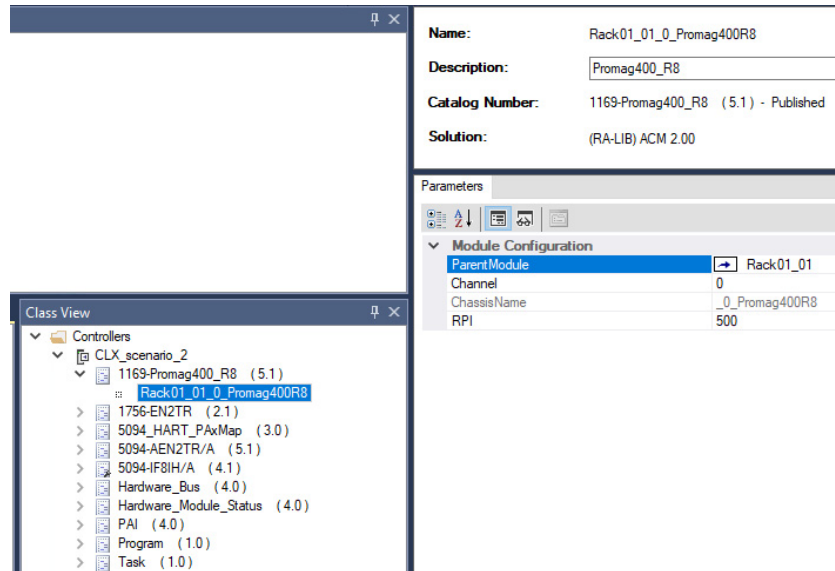 Name: Rack01_01_0_Promag400R8
Description: Promag400_R8
Catalog Number: 1169-Promag400_R8 (5.1) - Published
Solution: (RA-LIB) ACM 2.00
Parameters
Module Configuration
ParentModule Rack01_01
Channel 0
ChassisName _0_Promag400R8
RPI 500
Class View
Controllers
CLX_scenario_2
1169-Promag400_R8 (5.1)
Rack01_01_0_Promag400R8
1756-EN2TR (2.1)
5094_HART_PAxMap (3.0)
5094-AEN2TR/A (5.1)
5094-IF8IH/A (4.1)
Hardware_Bus (4.0)
Hardware_Module_Status (4.0)
PAI (4.0)
Program (1.0)
Task (1.0)